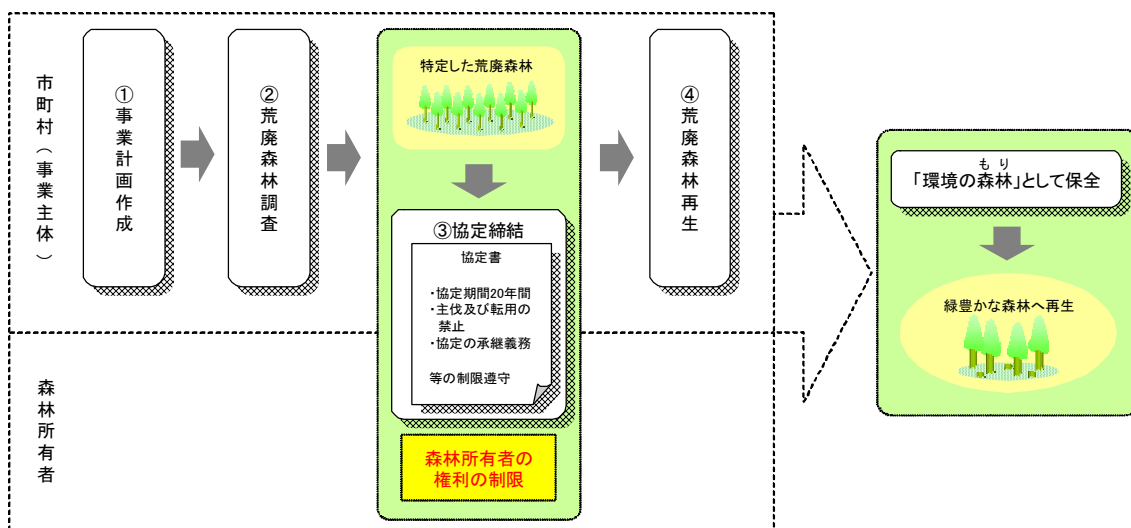 市町村（事業主体）
①事業計画作成
②荒廃森林調査
特定した荒廃森林
③協定締結
協定書
・協定期間20年間
・主伐及び転用の
禁止
・協定の承継義務
等の制限遵守
森林所有者の
権利の制限
④荒廃森林再生
森林所有者
もり
「環境の森林」として保全
緑豊かな森林へ再生